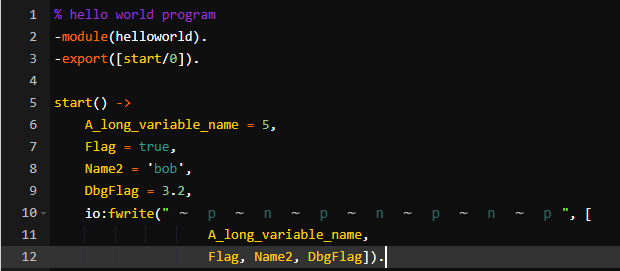 1 % hello world program
2 -module(helloworld).
3 -export([start/0]).
4
5 start() ->
6 A_long_variable_name = 5,
7 Flag = true,
8 Name2 = 'bob',
9 DbgFlag = 3.2,
10 io:fwrite(" ~ p ~ n ~ p ~ n ~ p ~ n ~ p ", [
11 A_long_variable_name,
12 Flag, Name2, DbgFlag]).